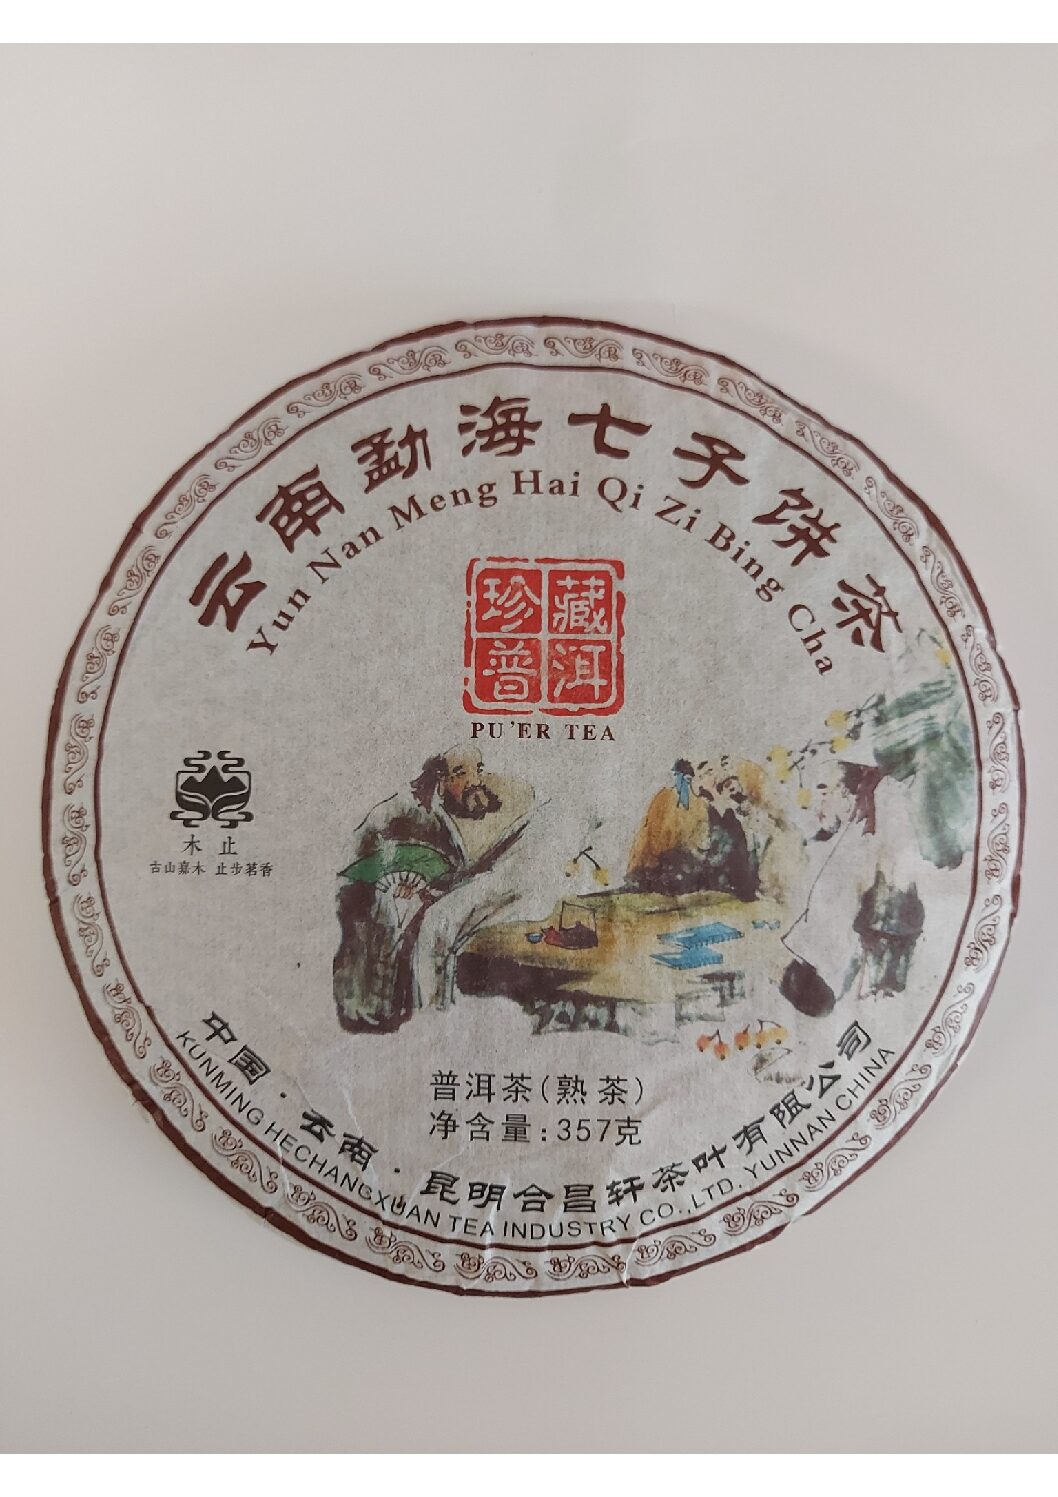 云南勐海七子饼茶
Yun Nan Meng Hai Qi Zi Bing Cha
珍藏
普洱
PU'ER TEA
木止
古山嘉木 止步茗香
普洱茶(熟茶)
净含量:357克
中国·云南·昆明合昌轩茶叶有限公司
KUNMING HECHANGXUAN TEA INDUSTRY CO.,LTD. YUNNAN CHINA